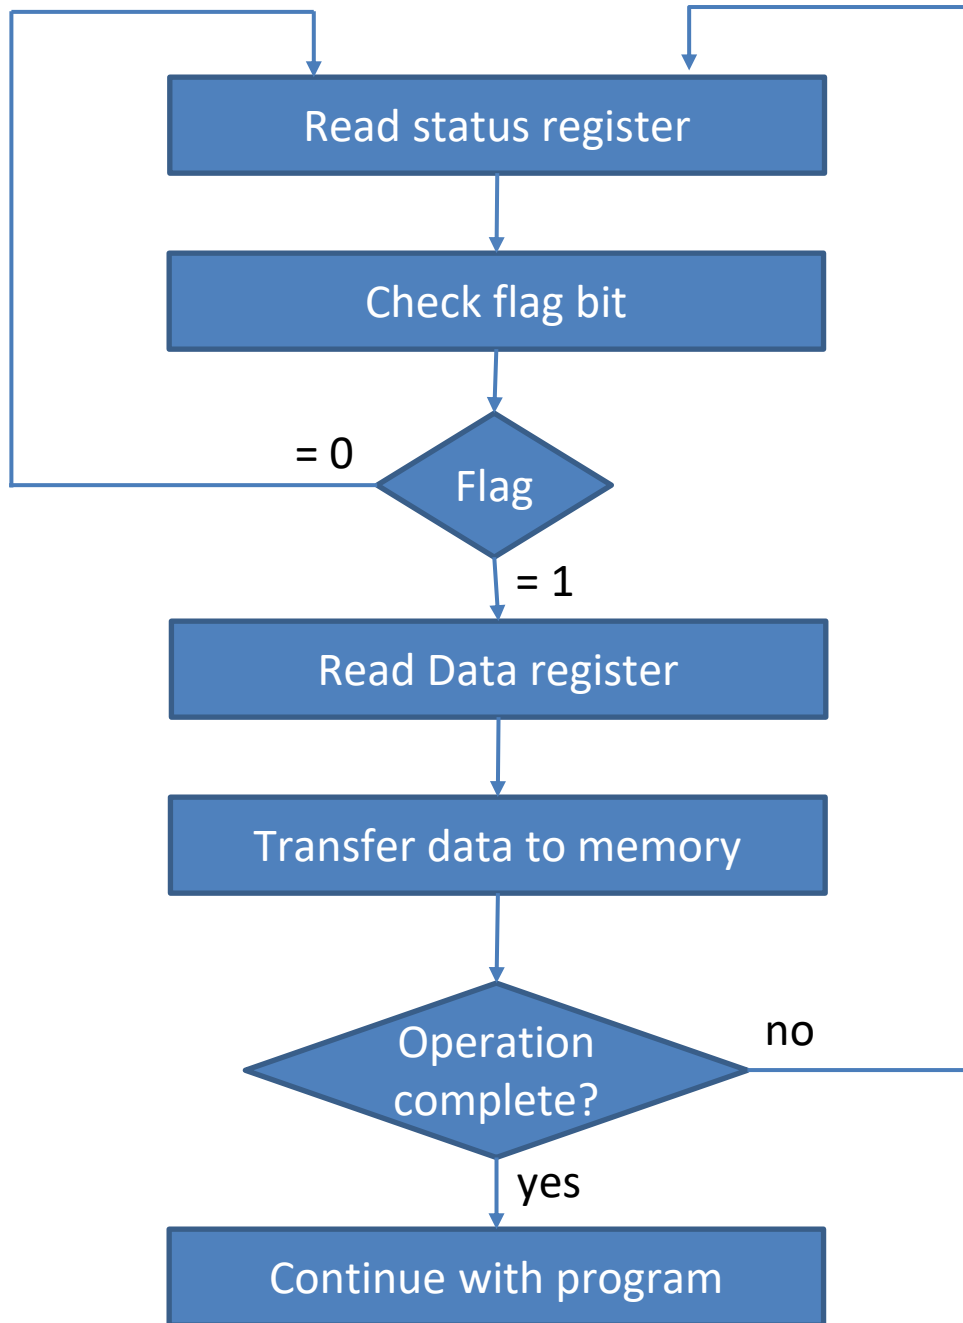 Read status register
Check flag bit
= 0
Flag
= 1
Read Data register
Transfer data to memory
Operation
complete?
no
yes
Continue with program